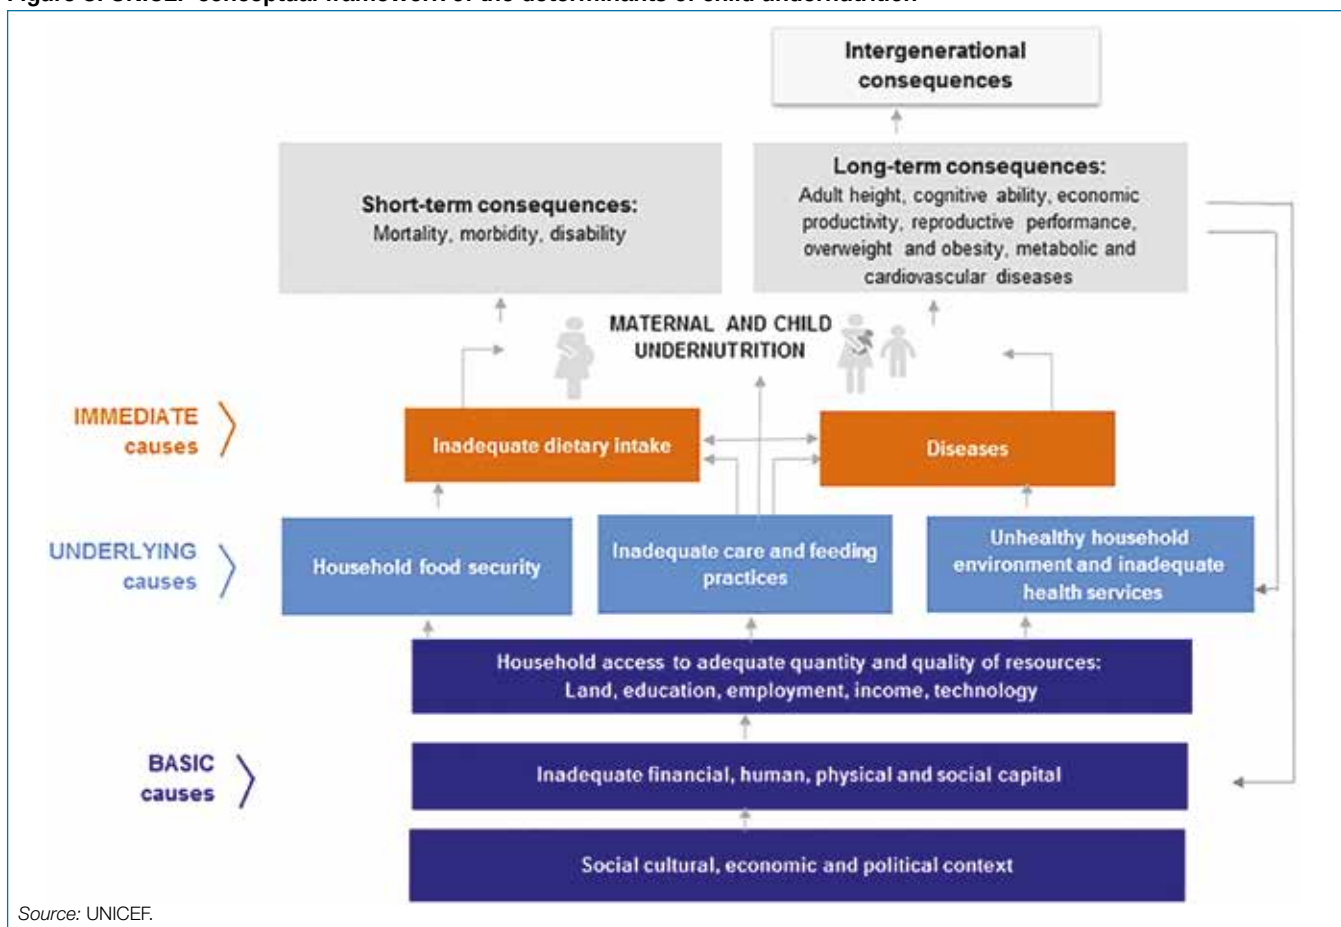 Intergenerational
consequences
Short-term consequences:
Mortality, morbidity, disability
Long-term consequences:
Adult height, cognitive ability, economic
productivity, reproductive performance,
overweight and obesity, metabolic and
cardiovascular diseases
MATERNAL AND CHILD
UNDERNUTRITION
IMMEDIATE
causes
Inadequate dietary intake
Diseases
UNDERLYING
causes
Household food security
Inadequate care and feeding
practices
Unhealthy household
environment and inadequate
health services
Household access to adequate quantity and quality of resources:
Land, education, employment, income, technology
BASIC
causes
Inadequate financial, human, physical and social capital
Social cultural, economic and political context
Source: UNICEF.